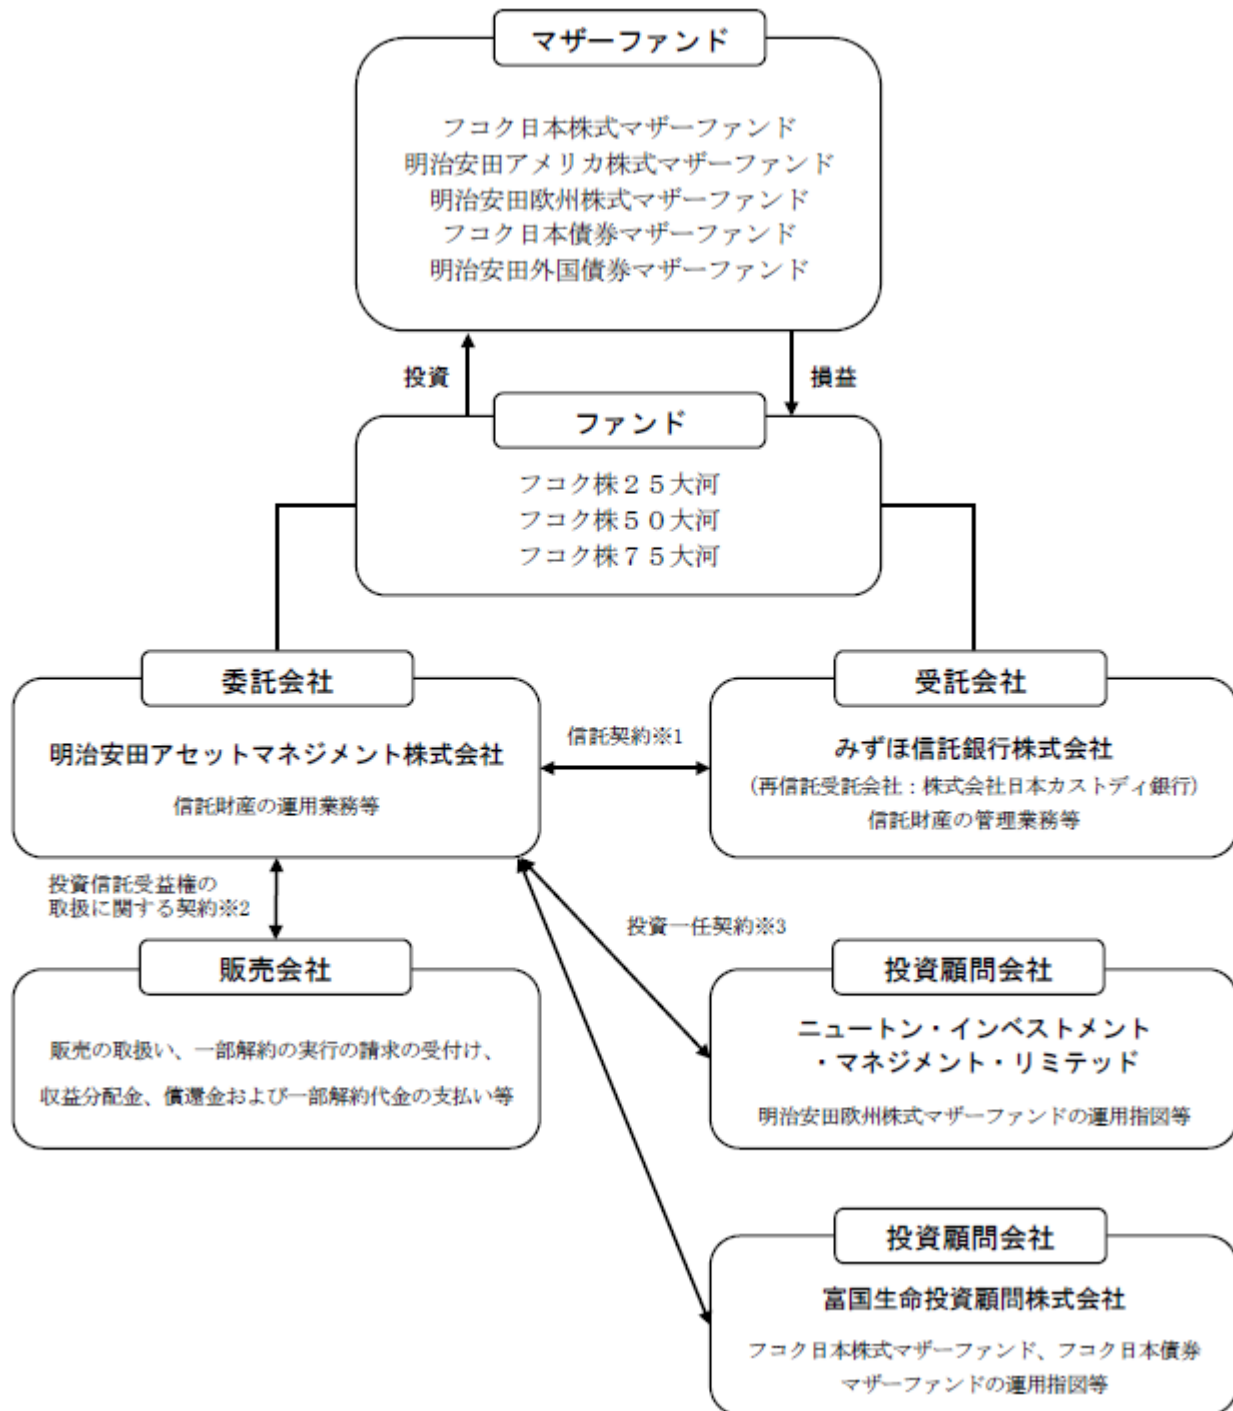 マザーファンド
フコク日本株式マザーファンド
明治安田アメリカ株式マザーファンド
明治安田欧州株式マザーファンド
フコク日本債券マザーファンド
明治安田外国債券マザーファンド
投資
損益
ファンド
フコク株２５大河
フコク株５０大河
フコク株７５大河
委託会社
明治安田アセットマネジメント株式会社
信託財産の運用業務等
信託契約※1
受託会社
みずほ信託銀行株式会社
(再信託受託会社：株式会社日本カストディ銀行)
信託財産の管理業務等
投資信託受益権の
取扱に関する契約※2
投資一任契約※3
販売会社
販売の取扱い、一部解約の実行の請求の受付け、
収益分配金、償還金および一部解約代金の支払い等
投資顧問会社
ニュートン・インベストメント
・マネジメント・リミテッド
明治安田欧州株式マザーファンドの運用指図等
投資顧問会社
富国生命投資顧問株式会社
フコク日本株式マザーファンド、フコク日本債券
マザーファンドの運用指図等